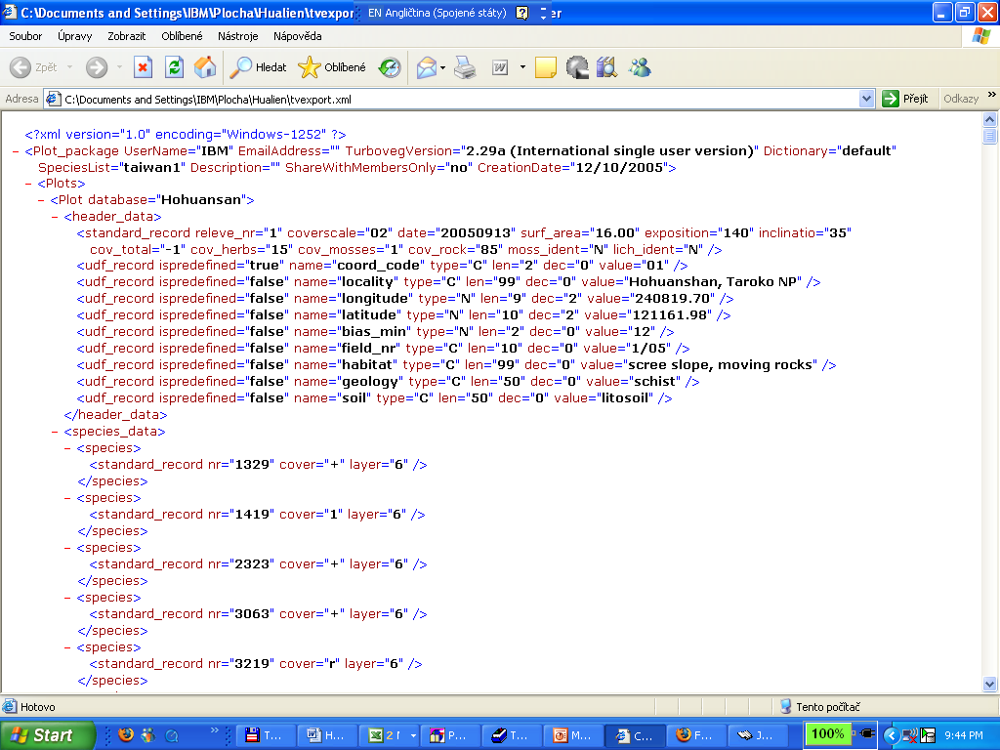 C:\Documents and Settings\IBM\Plocha\Hualien\tvexpor
EN Angličtina (Spojené státy)
er
Soubor Úpravy Zobrazit Oblíbené Nástroje Nápověda
Zpět Hledat Oblíbené
Adresa C:\Documents and Settings\IBM\Plocha\Hualien\tvexport.xml Přejít Odkazy »
<?xml version="1.0" encoding="Windows-1252" ?>
- <Plot_package UserName="IBM" EmailAddress="" TurbovegVersion="2.29a (International single user version)" Dictionary="default"
SpeciesList="taiwan1" Description="" ShareWithMembersOnly="no" CreationDate="12/10/2005">
- <Plots>
- <Plot database="Hohuansan">
- <header_data>
<standard_record releve_nr="1" coverscale="02" date="20050913" surf_area="16.00" exposition="140" inclinatio="35"
cov_total="-1" cov_herbs="15" cov_mosses="1" cov_rock="85" moss_ident="N" lich_ident="N" />
<udf_record ispredefined="true" name="coord_code" type="C" len="2" dec="0" value="01" />
<udf_record ispredefined="false" name="locality" type="C" len="99" dec="0" value="Hohuanshan, Taroko NP" />
<udf_record ispredefined="false" name="longitude" type="N" len="9" dec="2" value="240819.70" />
<udf_record ispredefined="false" name="latitude" type="N" len="10" dec="2" value="121161.98" />
<udf_record ispredefined="false" name="bias_min" type="N" len="2" dec="0" value="12" />
<udf_record ispredefined="false" name="field_nr" type="C" len="10" dec="0" value="1/05" />
<udf_record ispredefined="false" name="habitat" type="C" len="99" dec="0" value="scree slope, moving rocks" />
<udf_record ispredefined="false" name="geology" type="C" len="50" dec="0" value="schist" />
<udf_record ispredefined="false" name="soil" type="C" len="50" dec="0" value="litosoil" />
</header_data>
- <species_data>
- <species>
<standard_record nr="1329" cover="+" layer="6" />
</species>
- <species>
<standard_record nr="1419" cover="1" layer="6" />
</species>
- <species>
<standard_record nr="2323" cover="+" layer="6" />
</species>
- <species>
<standard_record nr="3063" cover="+" layer="6" />
</species>
- <species>
<standard_record nr="3219" cover="r" layer="6" />
</species>
Hotovo Tento počítač
Start » T... H... 2 M... P... T... M... C... F... J... 100% 9:44 PM